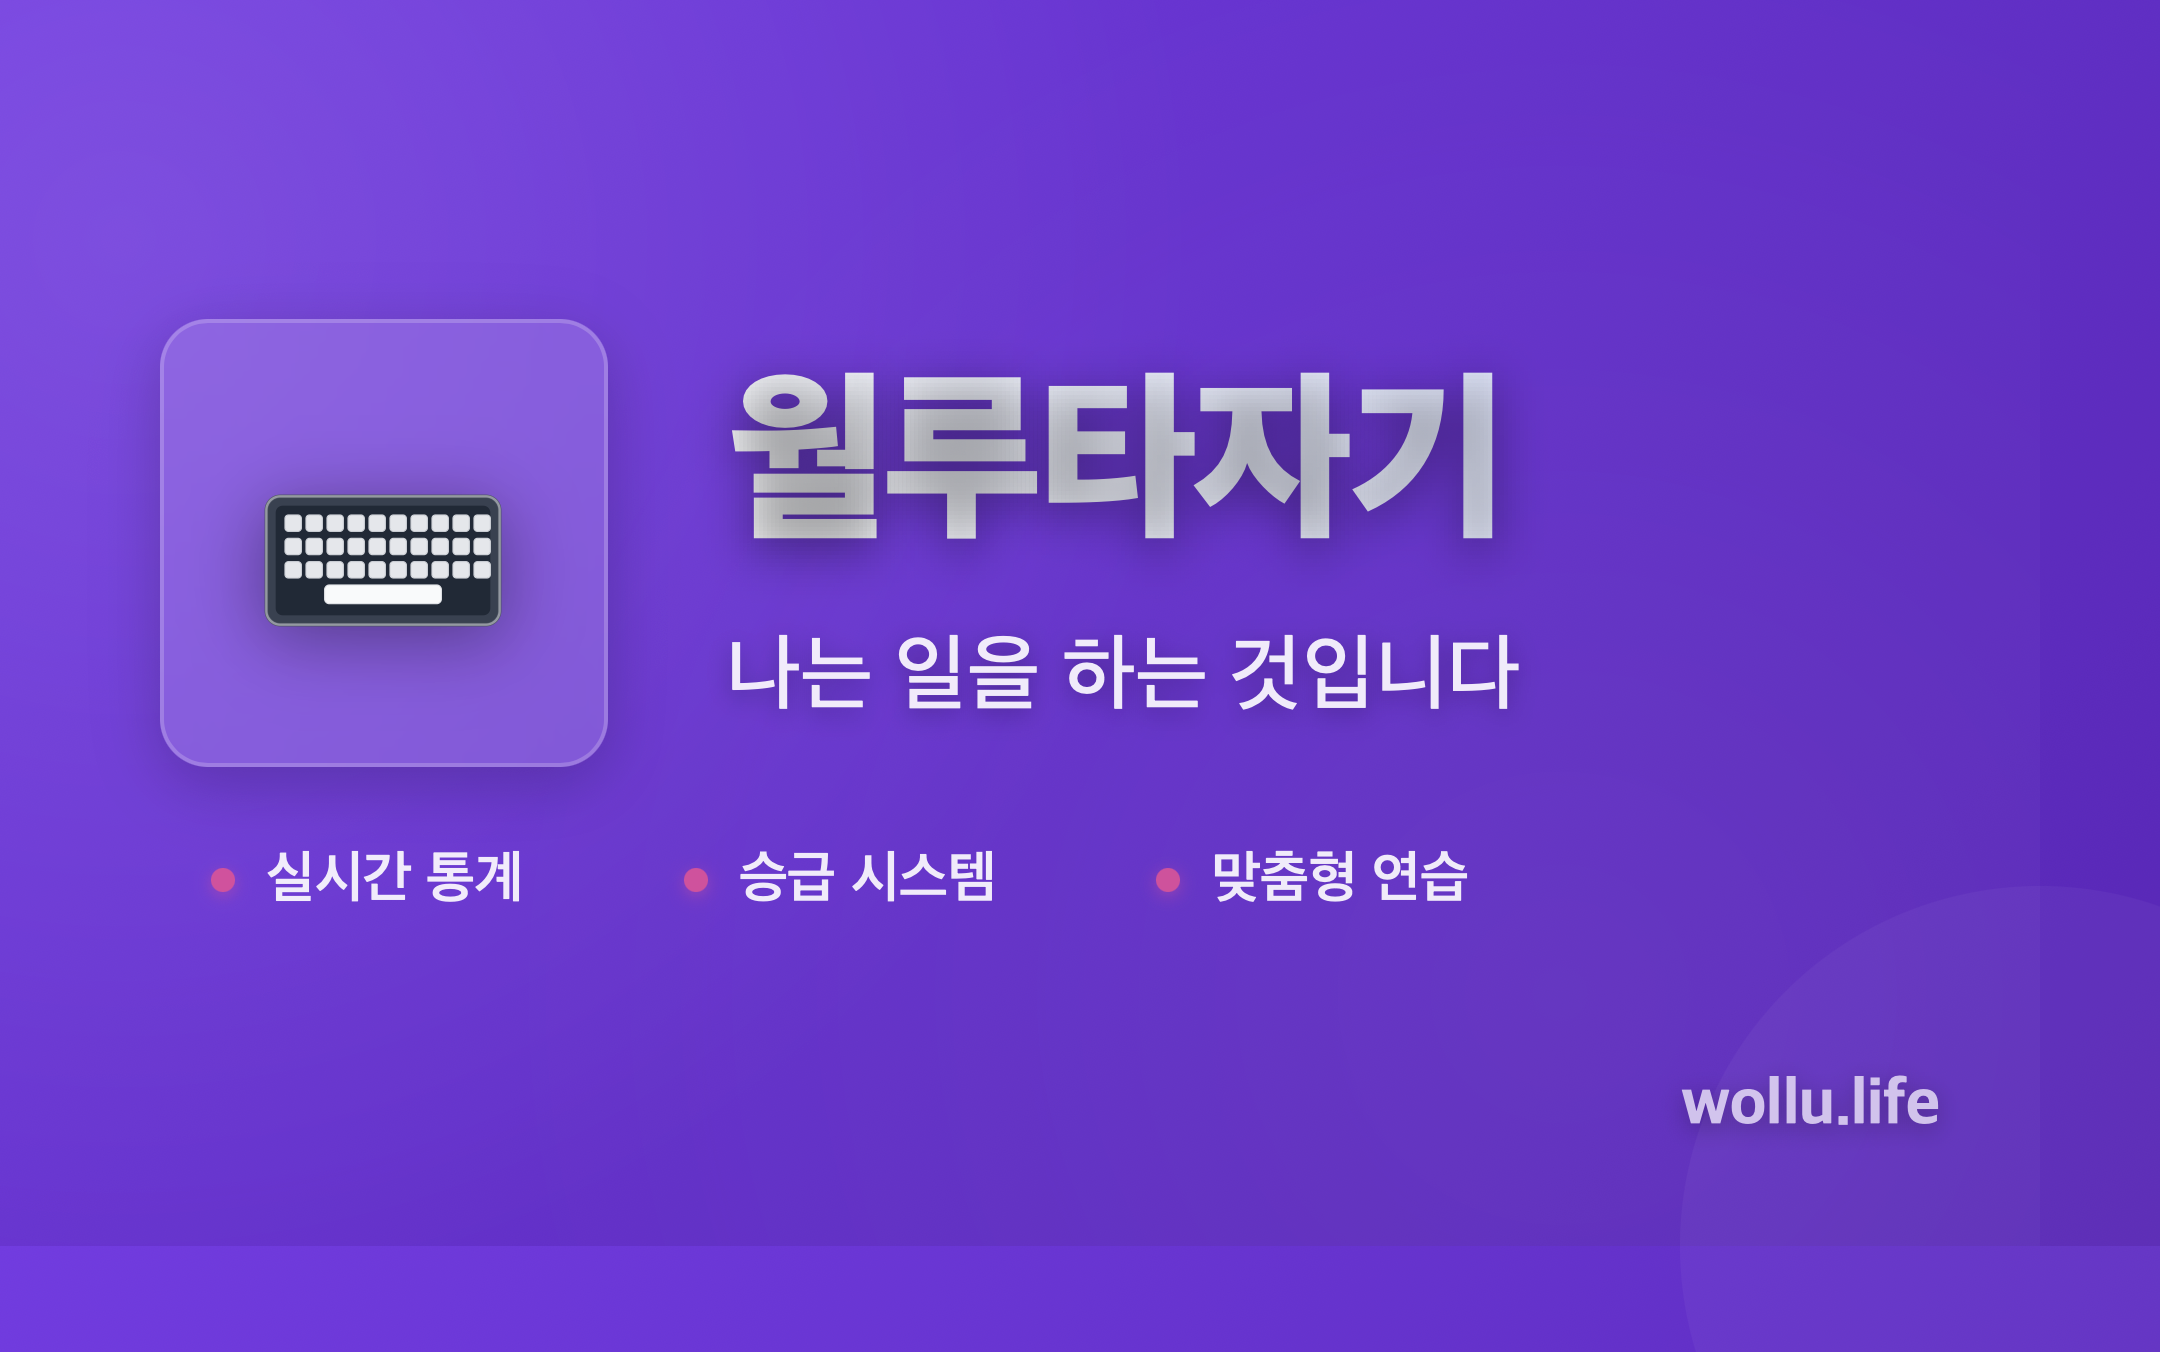 월루타자기
나는 일을 하는 것입니다
실시간 통계
승급 시스템
맞춤형 연습
wollu.life